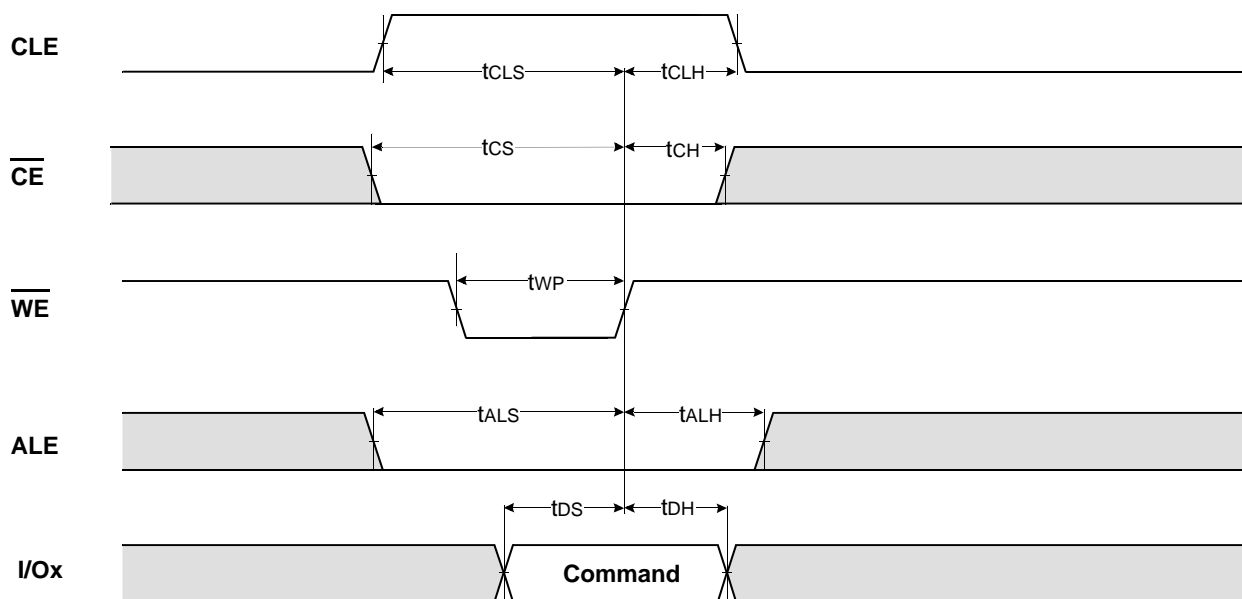 CLE
tCLS
tCLH
CE
tCS
tCH
WE
tWP
ALE
tALS
tALH
tDS
tDH
I/Ox
Command